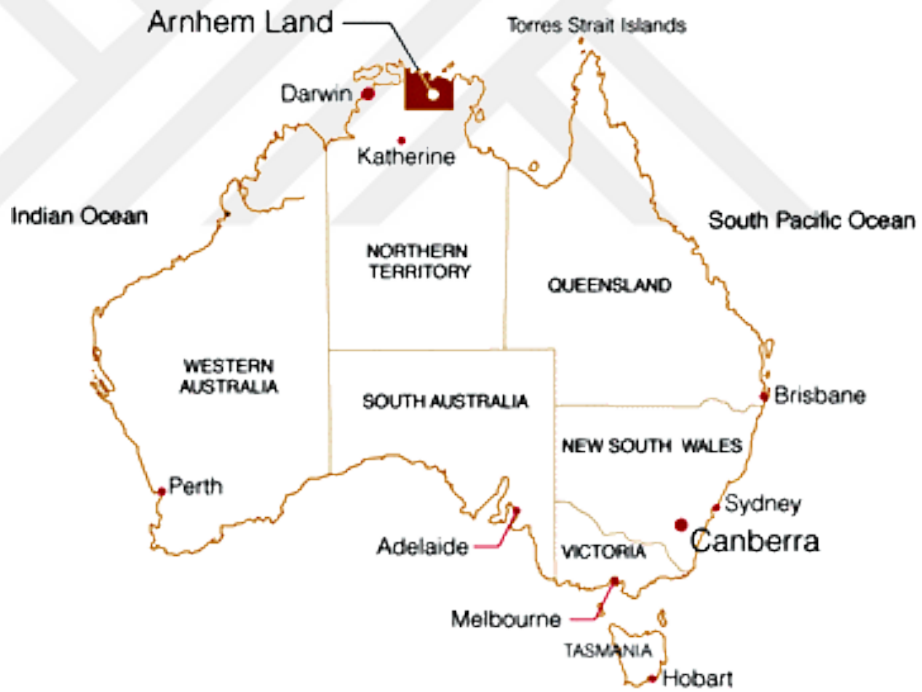 Arnhem Land
Torres Strait Islands
Darwin
Katherine
Indian Ocean
South Pacific Ocean
NORTHERN
TERRITORY
QUEENSLAND
WESTERN
AUSTRALIA
SOUTH AUSTRALIA
Brisbane
NEW SOUTH WALES
Perth
Sydney
Adelaide
Canberra
VICTORIA
Melbourne
TASMANIA
Hobart